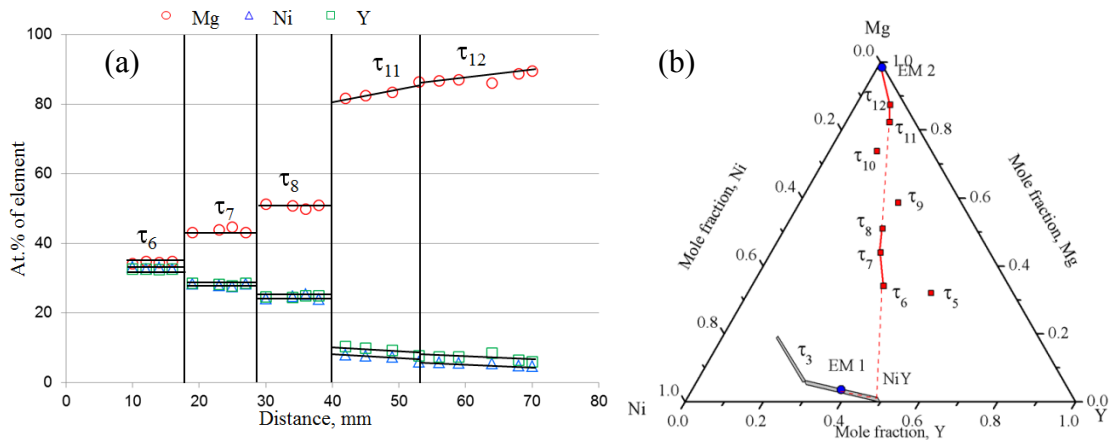 Mg Ni Y
(a)
100
80
60
40
20
0
At.% of element
τ6
τ7
τ8
τ11
τ12
0 10 20 30 40 50 60 70 80
Distance, mm
(b)
Mg
0.0 1.0
EM 2
τ12
τ11
0.2 0.8
τ10
Mole fraction, Ni
Mole fraction, Mg
0.4 0.6
τ9
τ8
τ7
0.6 0.4
τ6
τ5
0.8 0.2
τ3
EM 1
NiY
1.0 0.0
Ni Y
0.0 0.2 0.4 0.6 0.8 1.0
Mole fraction, Y